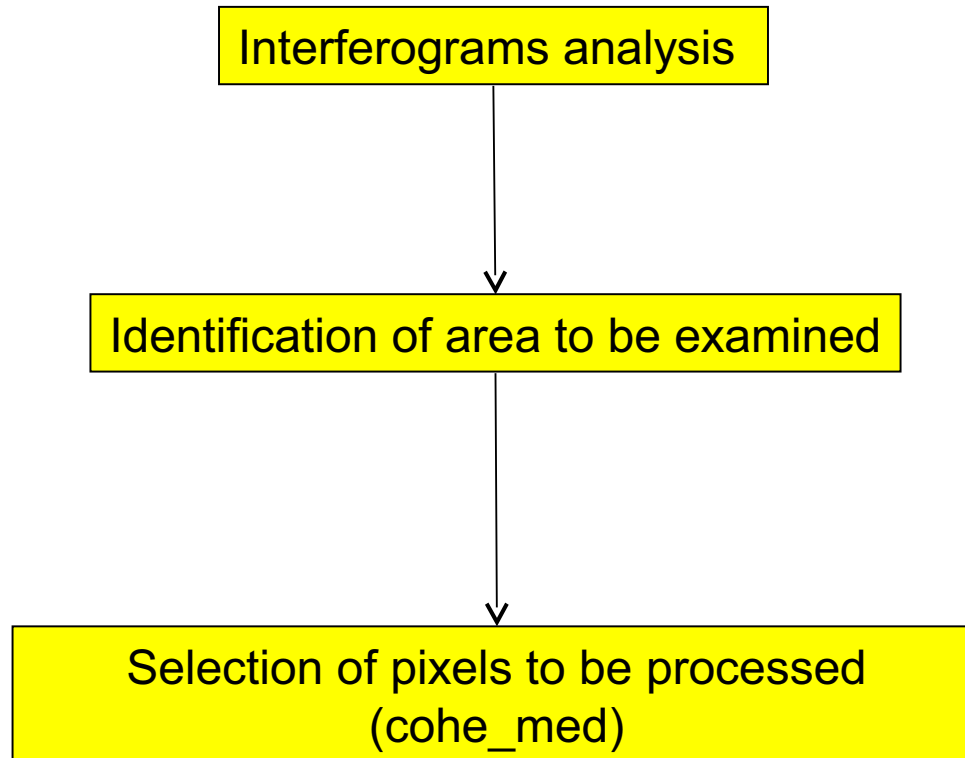 Interferograms analysis
Identification of area to be examined
Selection of pixels to be processed
(cohe_med)